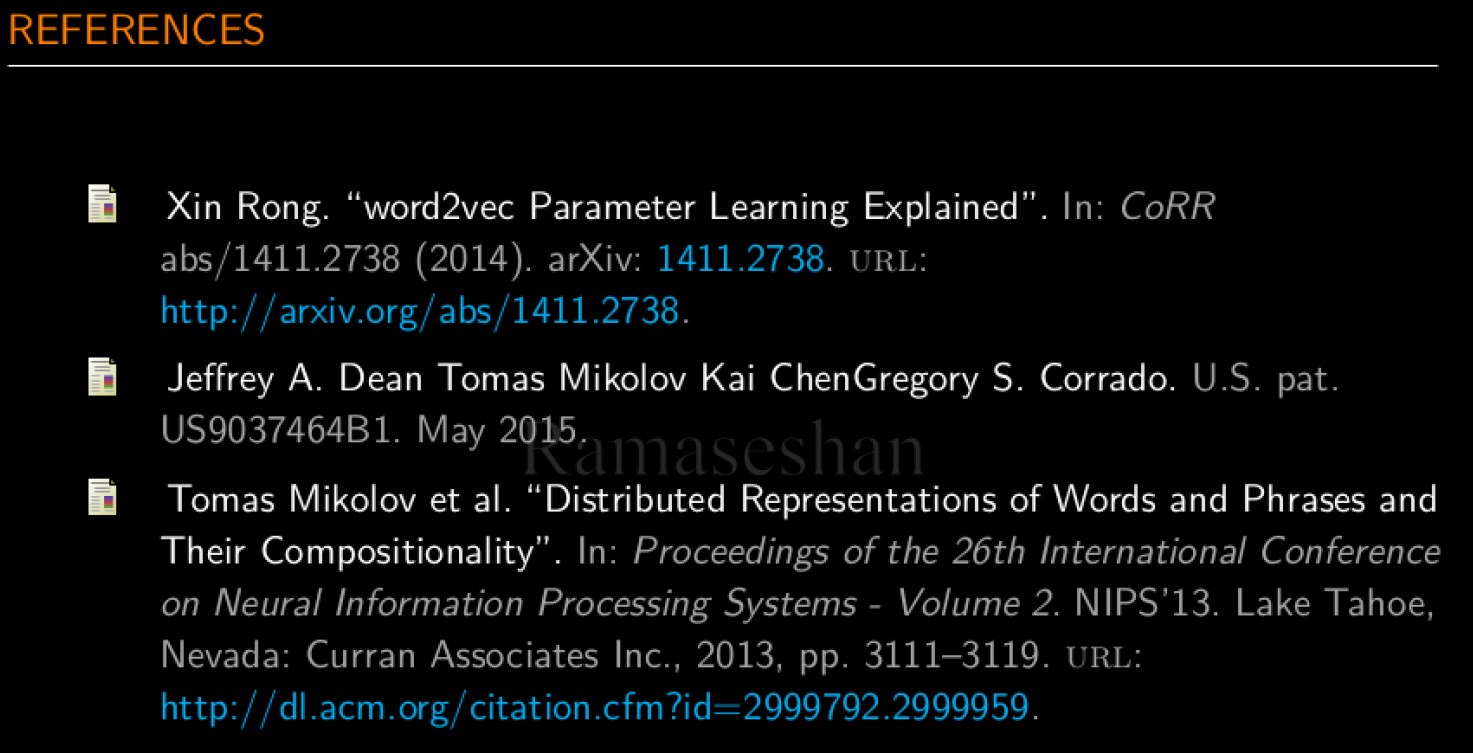 REFERENCES
Xin Rong. “word2vec Parameter Learning Explained”. In: CoRR
abs/1411.2738 (2014). arXiv: 1411.2738. URL:
http://arxiv.org/abs/1411.2738.
Jeffrey A. Dean Tomas Mikolov Kai ChenGregory S. Corrado. U.S. pat.
US9037464B1. May 2015.
Ramaseshan
Tomas Mikolov et al. “Distributed Representations of Words and Phrases and
Their Compositionality”. In: Proceedings of the 26th International Conference
on Neural Information Processing Systems - Volume 2. NIPS’13. Lake Tahoe,
Nevada: Curran Associates Inc., 2013, pp. 3111–3119. URL:
http://dl.acm.org/citation.cfm?id=2999792.2999959.